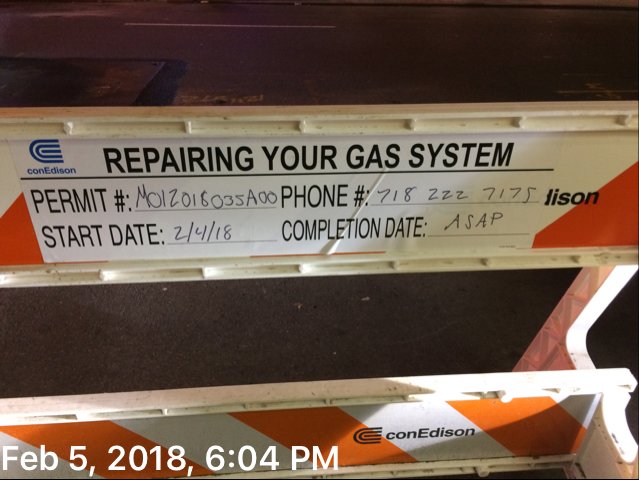 conEdison
REPAIRING YOUR GAS SYSTEM
PERMIT #: M012018035A00 PHONE #: 718 222 7175
dison
START DATE: 2/4/18 COMPLETION DATE: ASAP
conEdison
Feb 5, 2018, 6:04 PM